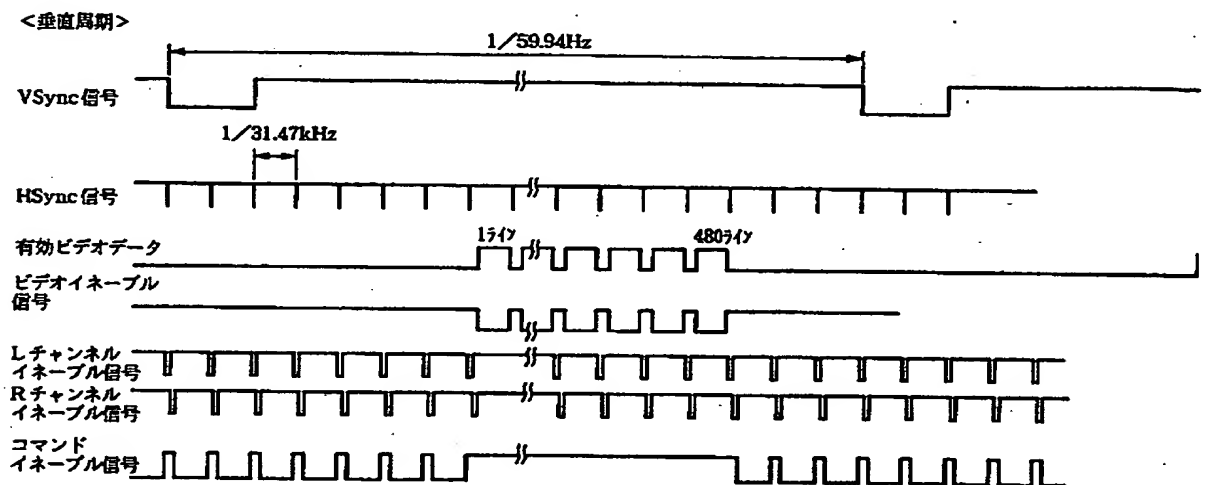 <垂直周期>
1/59.94Hz
VSync信号
1/31.47kHz
HSync信号
有効ビデオデータ
1ライン
480ライン
ビデオイネーブル
信号
Lチャンネル
イネーブル信号
Rチャンネル
イネーブル信号
コマンド
イネーブル信号